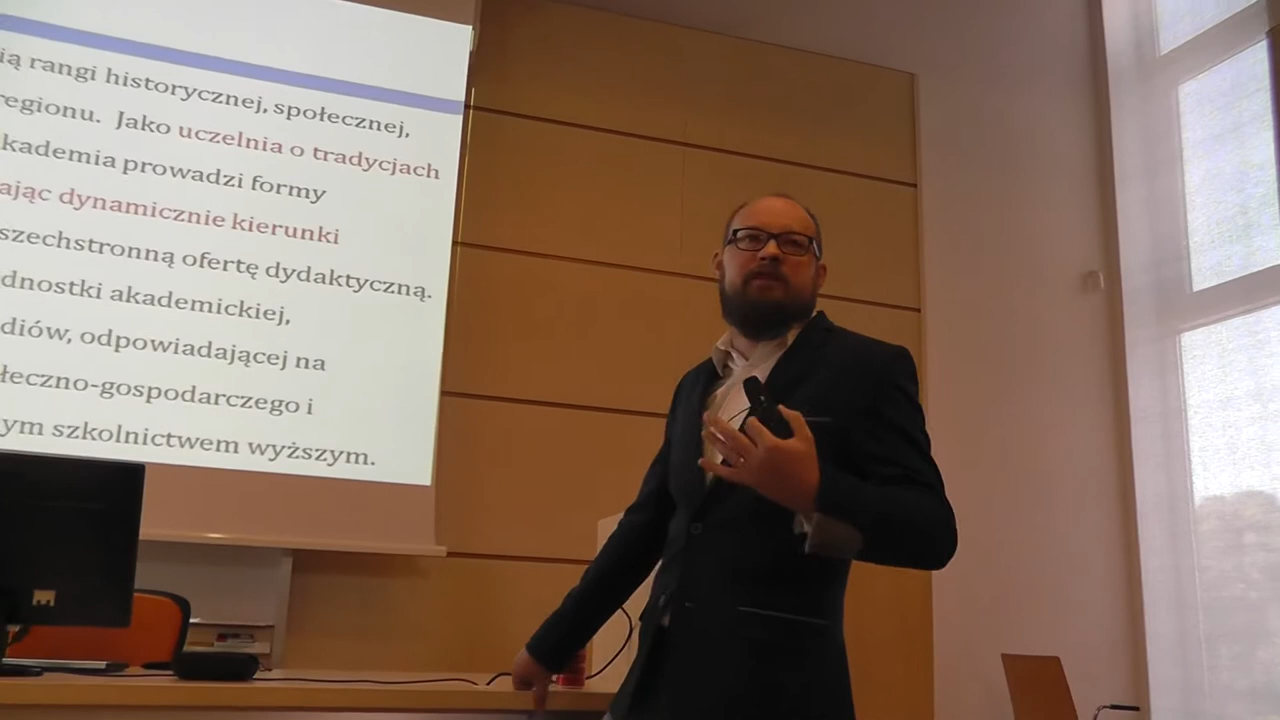 rangi historycznej, społecznej,
regionu. Jako uczelnia o tradycjach
kademia prowadzi formy
ając dynamicznie kierunki
szechstronną ofertę dydaktyczną.
dnostki akademickiej,
diów, odpowiadającej na
łeczno-gospodarczego i
ym szkolnictwem wyższym.